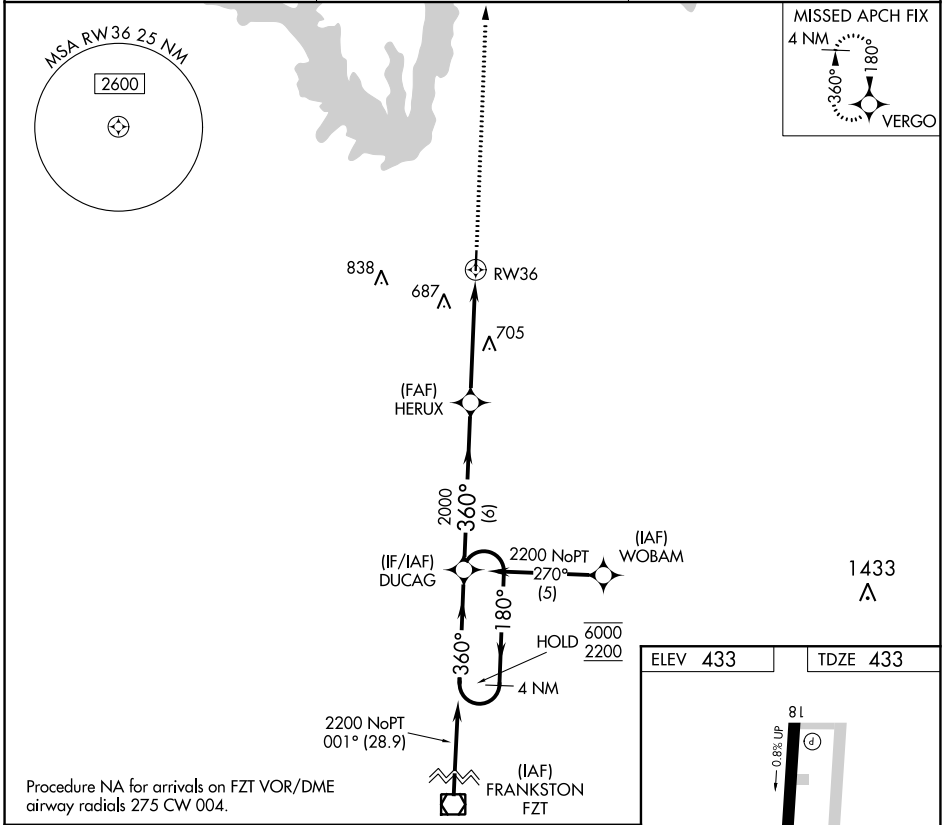 MSA RW36 25 NM
2600
MISSED APCH FIX
4 NM
360°
180°
VERGO
838
687
RW36
705
(FAF)
HERUX
2000
360°
(6)
(IF/IAF)
DUCAG
2200 NoPT
270°
(5)
(IAF)
WOBAM
1433
360°
180°
HOLD
6000
2200
4 NM
2200 NoPT
001° (28.9)
(IAF)
FRANKSTON
FZT
Procedure NA for arrivals on FZT VOR/DME
airway radials 275 CW 004.
ELEV 433
TDZE 433
18
P
0.8% UP